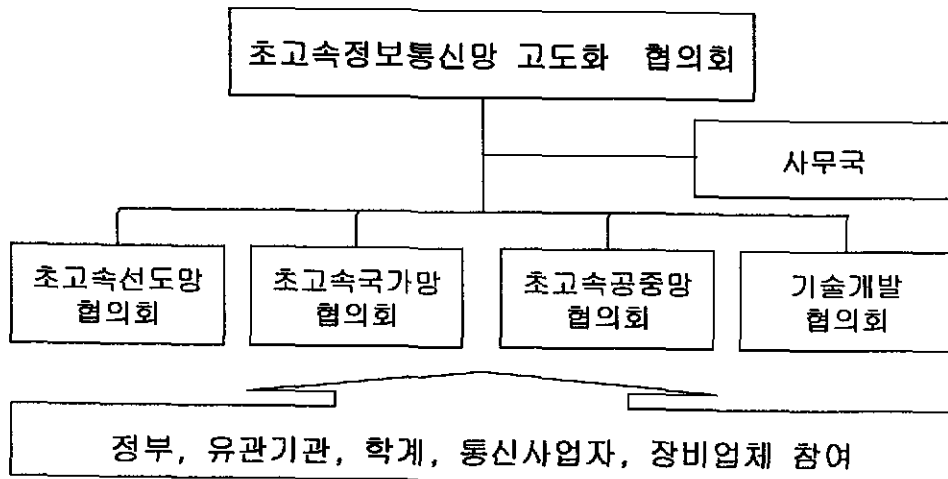 초고속정보통신망 고도화 협의회
사무국
초고속선도망
협의회
초고속국가망
협의회
초고속공중망
협의회
기술개발
협의회
정부, 유관기관, 학계, 통신사업자, 장비업체 참여